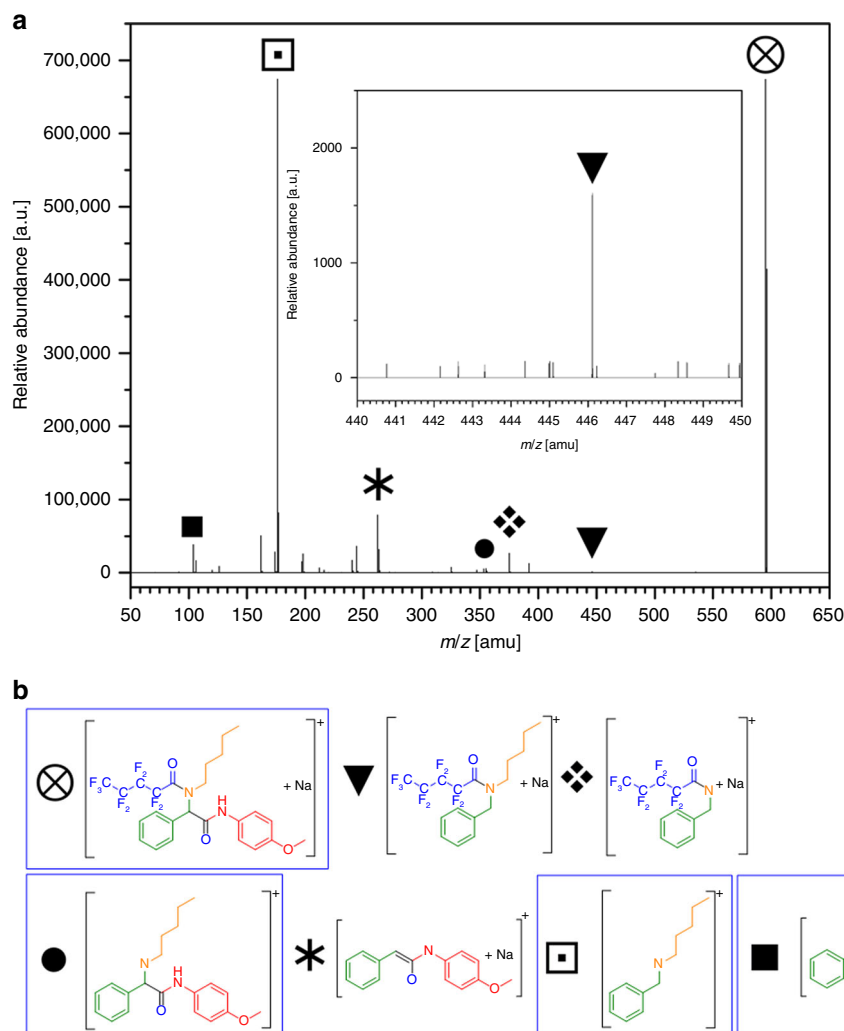 a
Relative abundance [a.u.]
700,000
600,000
500,000
400,000
300,000
200,000
100,000
0
50 100 150 200 250 300 350 400 450 500 550 600 650
m/z [amu]
Relative abundance [a.u.]
2000
1000
0
440 441 442 443 444 445 446 447 448 449 450
m/z [amu]
b
F3C C F2 F2 C C F2 F2 O N H N O O + Na +
F3C C F2 F2 C C F2 F2 O N + Na +
F3C C F2 F2 C C F2 F2 O N + Na +
N H N O O +
N O O + Na +
N +